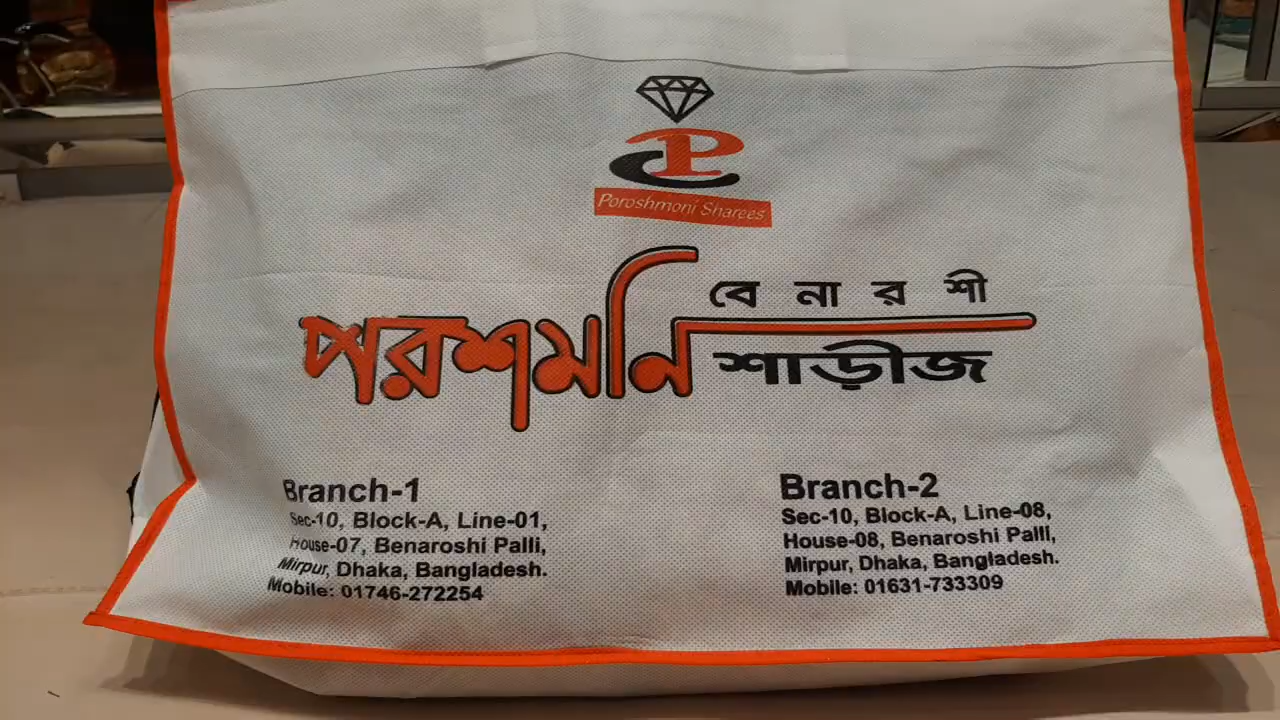 Poroshmoni Sharees
পরশমনি বেনারশী
শাড়ীজ
Branch-1
Sec-10, Block-A, Line-01,
House-07, Benaroshi Palli,
Mirpur, Dhaka, Bangladesh.
Mobile: 01746-272254
Branch-2
Sec-10, Block-A, Line-08,
House-08, Benaroshi Palli,
Mirpur, Dhaka, Bangladesh.
Mobile: 01631-733309